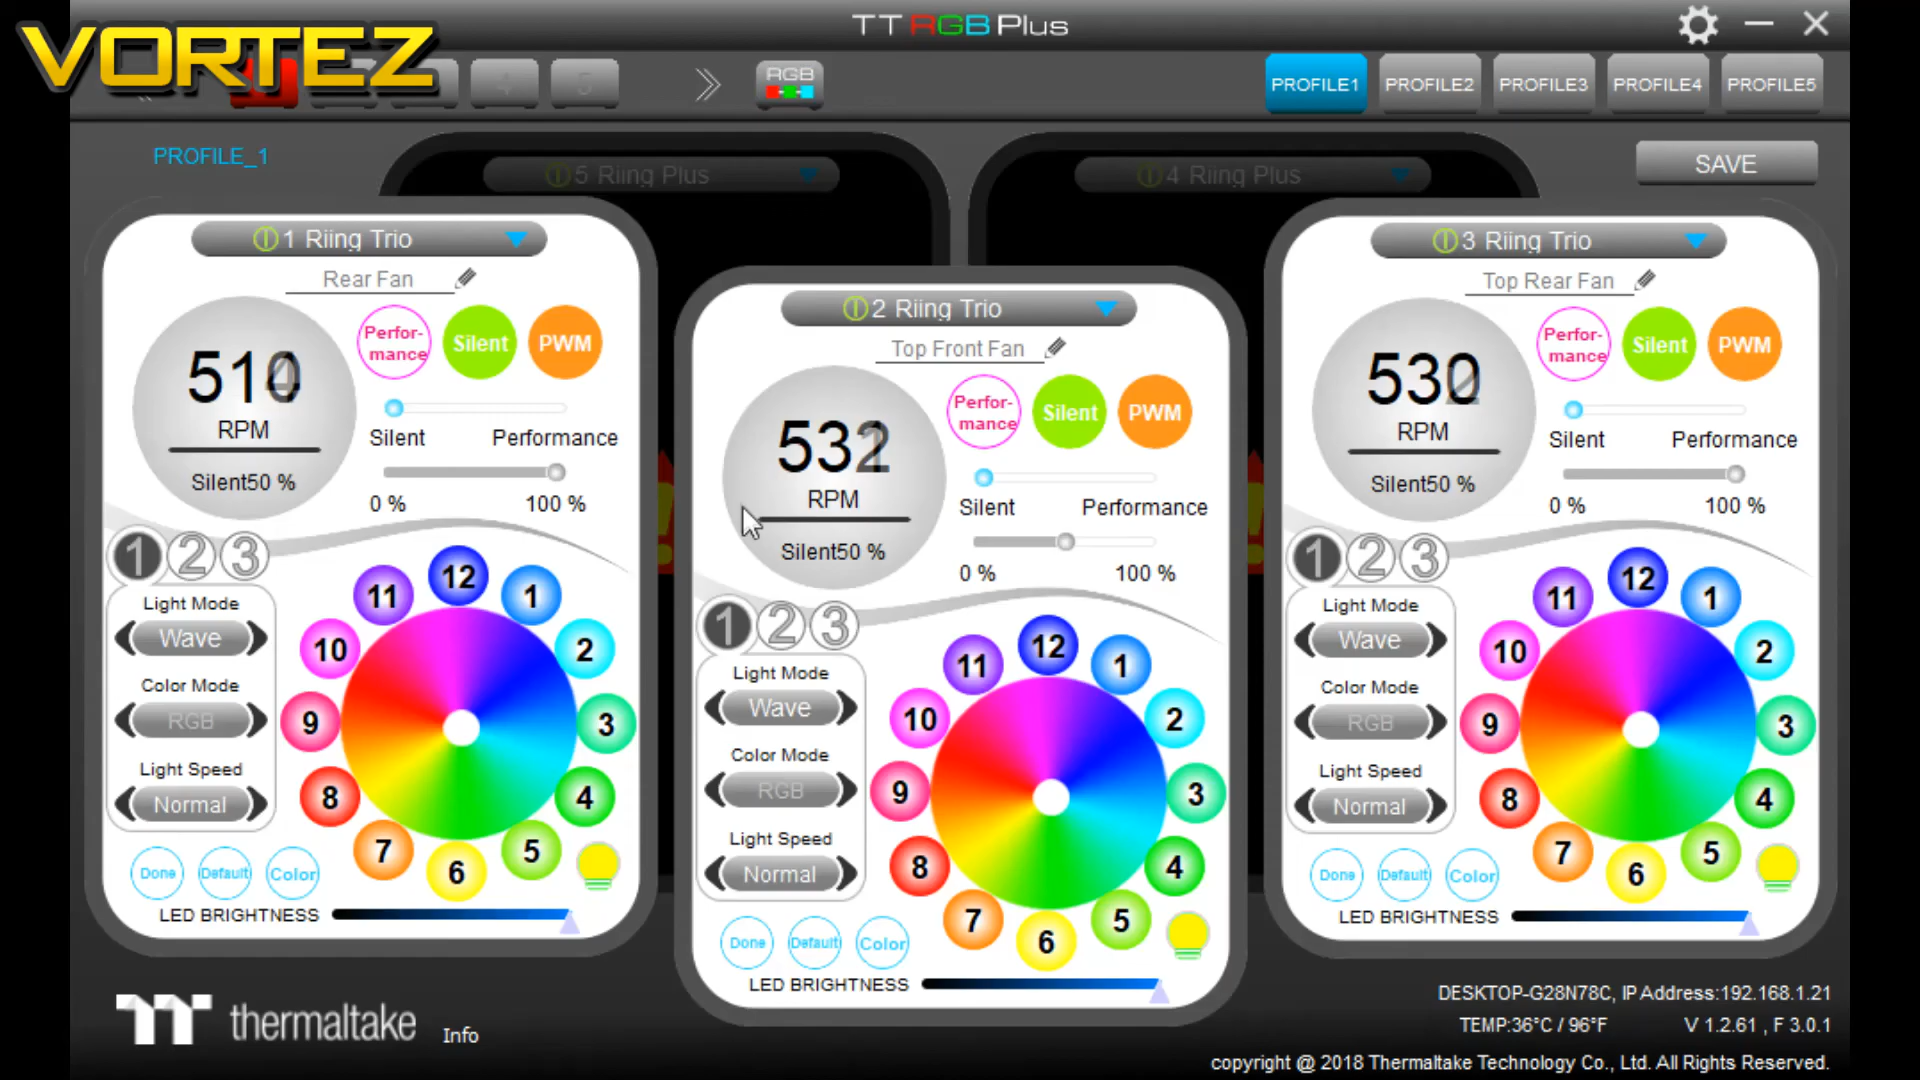 VORTEZ
TT RGB Plus
4
5
RGB
PROFILE1
PROFILE2
PROFILE3
PROFILE4
PROFILE5
PROFILE_1
5 Riing Plus
4 Riing Plus
SAVE
1 Riing Trio
Rear Fan
RPM
Silent50 %
Perfor-
mance
Silent
PWM
Silent Performance
0 % 100 %
1 2 3
Light Mode
Wave
Color Mode
RGB
Light Speed
Normal
12
1
2
3
4
5
6
7
8
9
10
11
Done Default Color
LED BRIGHTNESS
2 Riing Trio
Top Front Fan
RPM
Silent50 %
Perfor-
mance
Silent
PWM
Silent Performance
0 % 100 %
1 2 3
Light Mode
Wave
Color Mode
RGB
Light Speed
Normal
12
1
2
3
4
5
6
7
8
9
10
11
Done Default Color
LED BRIGHTNESS
3 Riing Trio
Top Rear Fan
RPM
Silent50 %
Perfor-
mance
Silent
PWM
Silent Performance
0 % 100 %
1 2 3
Light Mode
Wave
Color Mode
RGB
Light Speed
Normal
12
1
2
3
4
5
6
7
8
9
10
11
Done Default Color
LED BRIGHTNESS
thermaltake
Info
DESKTOP-G28N78C, IP Address:192.168.1.21
TEMP:36°C / 96°F V 1.2.61 , F 3.0.1
copyright @ 2018 Thermaltake Technology Co., Ltd. All Rights Reserved.